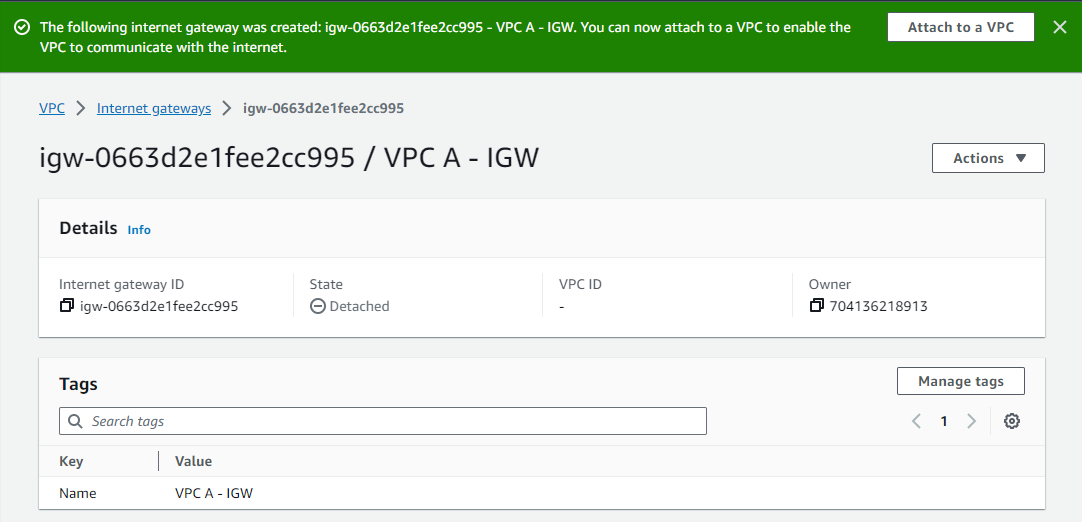 The following internet gateway was created: igw-0663d2e1fee2cc995 - VPC A - IGW. You can now attach to a VPC to enable the
VPC to communicate with the internet.
Attach to a VPC
VPC
Internet gateways
igw-0663d2e1fee2cc995
igw-0663d2e1fee2cc995 / VPC A - IGW
Actions
Details Info
Internet gateway ID
igw-0663d2e1fee2cc995
State
Detached
VPC ID
-
Owner
704136218913
Tags
Manage tags
Search tags
1
Key Value
Name VPC A - IGW